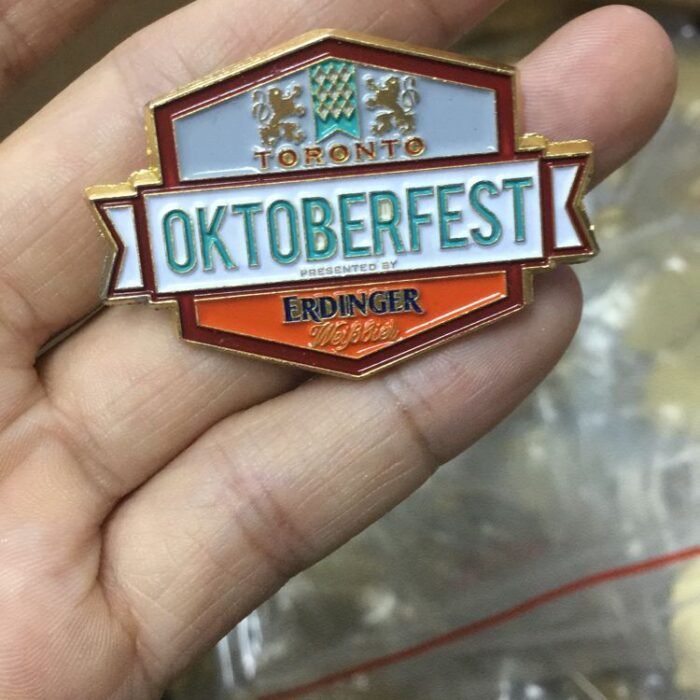 TORONTO
OKTOBERFEST
PRESENTED BY
ERDINGER
Weißbier